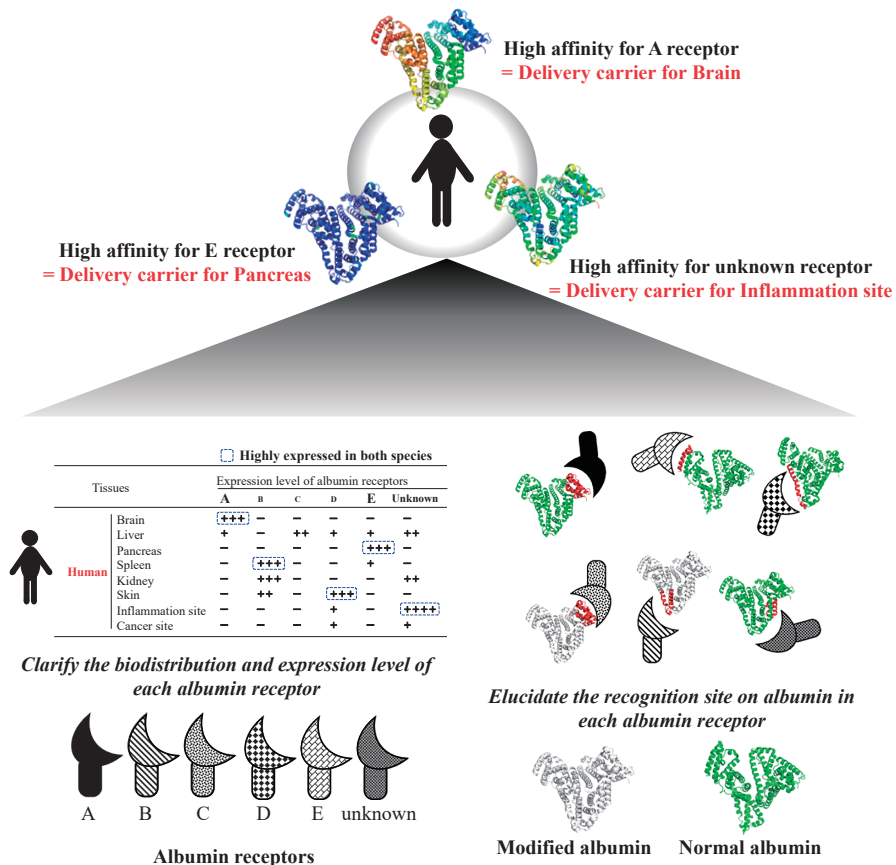 High affinity for A receptor
= Delivery carrier for Brain
High affinity for E receptor
= Delivery carrier for Pancreas
High affinity for unknown receptor
= Delivery carrier for Inflammation site
Highly expressed in both species
Tissues
Expression level of albumin receptors
A B C D E Unknown
Human
Brain +++ − − − − −
Liver + − ++ + + ++
Pancreas − − − − +++ −
Spleen − +++ − − + −
Kidney − +++ − − − ++
Skin − ++ − +++ − −
Inflammation site − − − + − ++++
Cancer site − − − + − +
Clarify the biodistribution and expression level of
each albumin receptor
A B C D E unknown
Albumin receptors
Elucidate the recognition site on albumin in
each albumin receptor
Modified albumin
Normal albumin